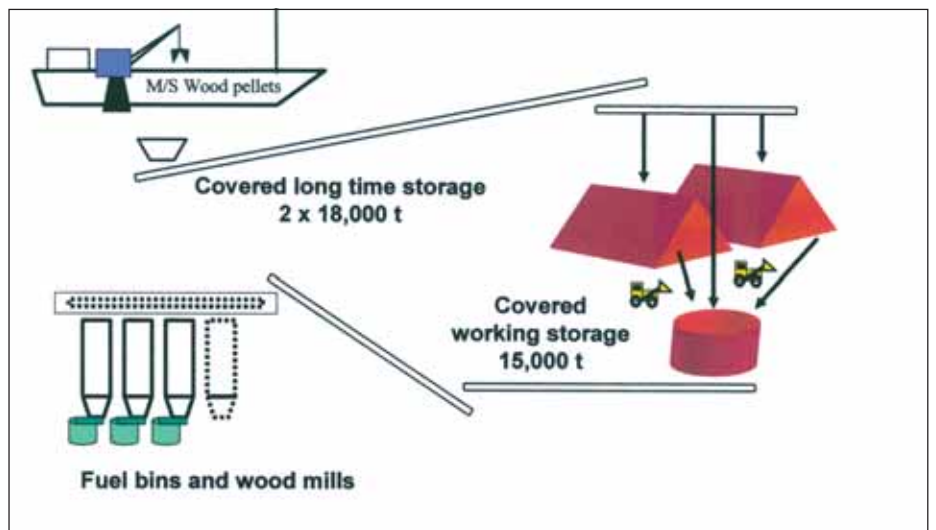 M/S Wood pellets
Covered long time storage
2 x 18,000 t
Covered
working storage
15,000 t
Fuel bins and wood mills